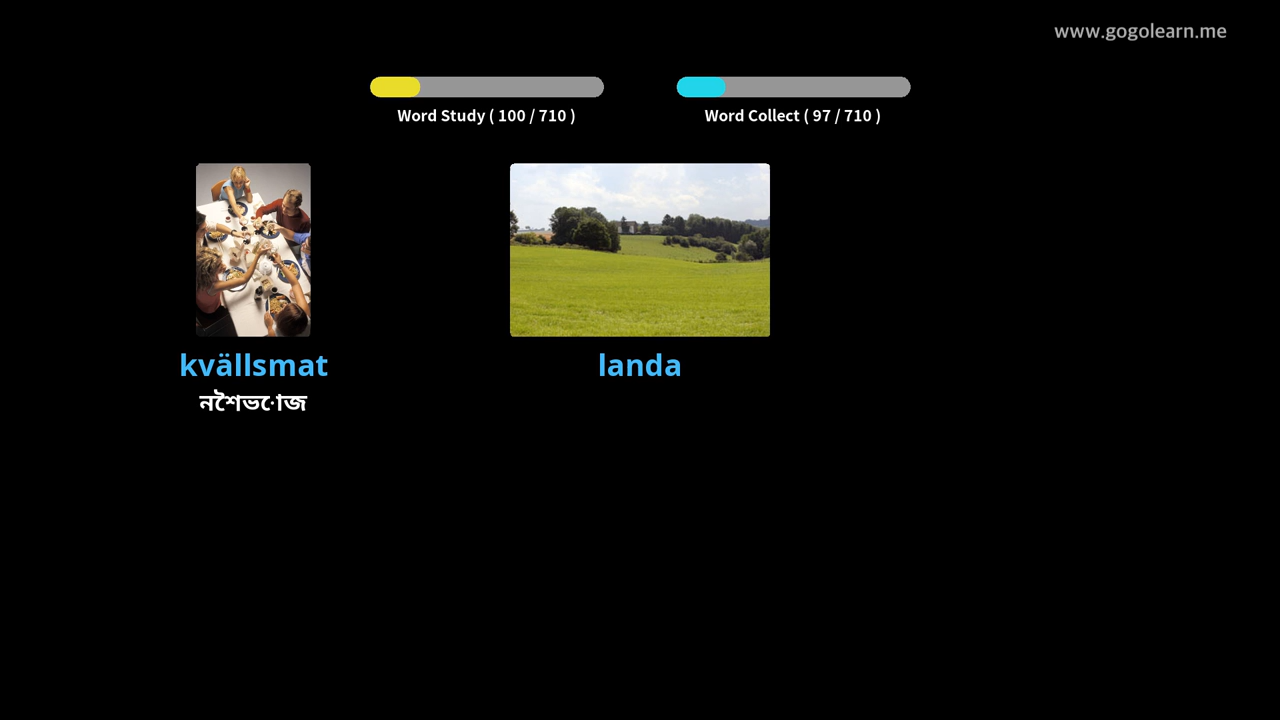 www.gogolearn.me
Word Study ( 100 / 710 )
Word Collect ( 97 / 710 )
kvällsmat
landa
নৈশভোজ